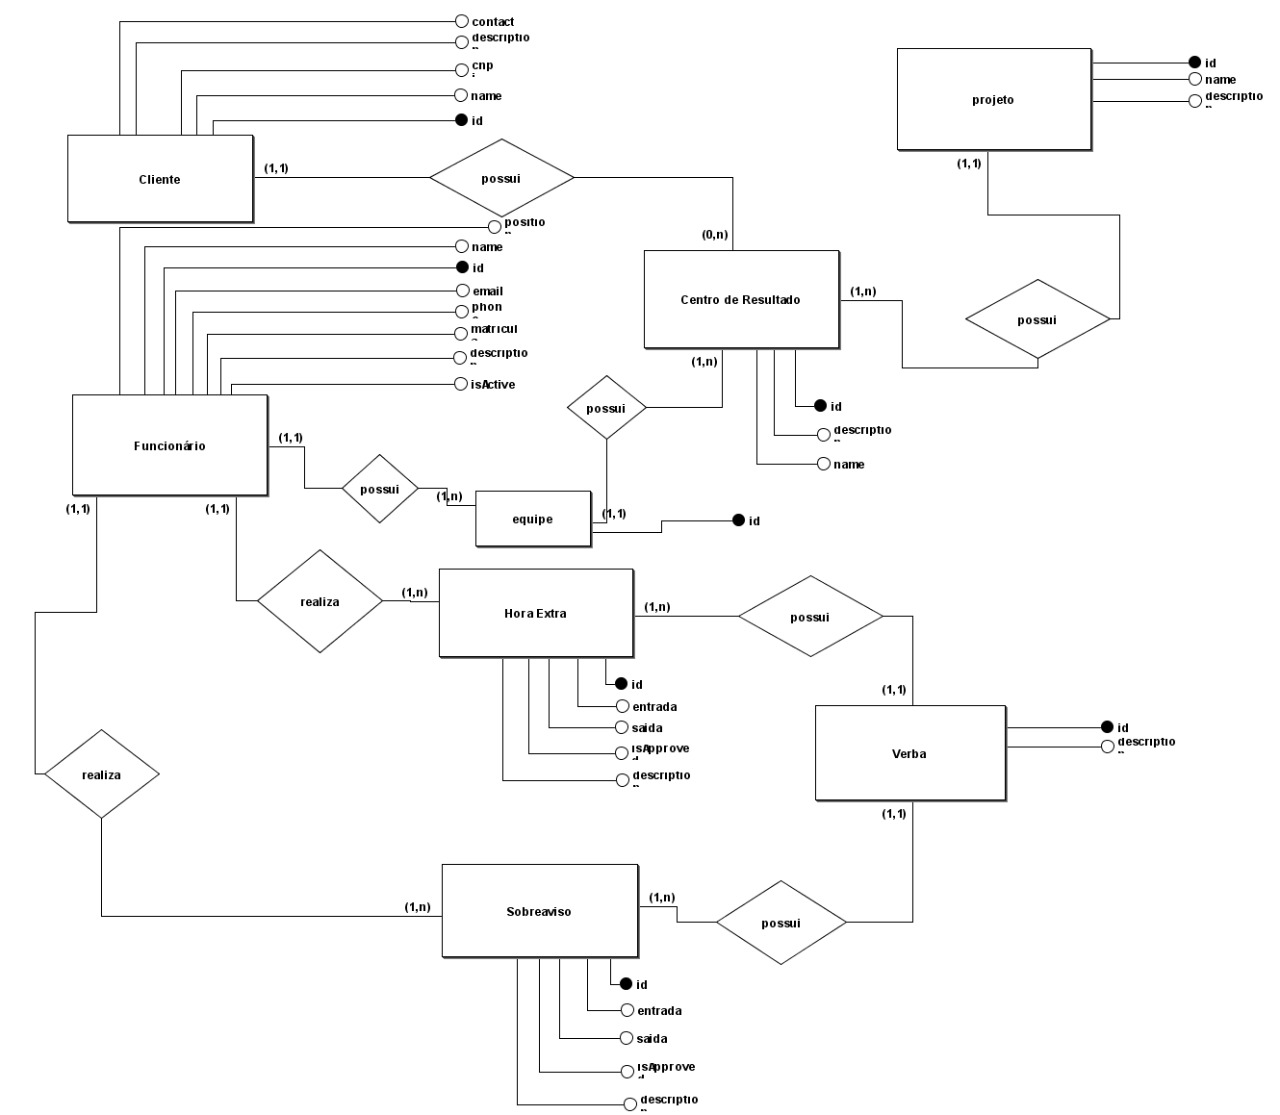 contact
descriptio
cnp
name
id
Cliente
(1,1)
possui
(0,n)
projeto
id
name
descriptio
(1,1)
possui
Centro de Resultado
(1,n)
(1,n)
id
descriptio
name
positio
name
id
email
phon
matricul
descriptio
isActive
Funcionário
(1,1)
possui
(1,n)
possui
equipe
(1,1)
id
(1,1)
(1,1)
realiza
(1,n)
Hora Extra
(1,n)
possui
(1,1)
id
entrada
saida
isApprove
descriptio
Verba
id
descriptio
(1,1)
realiza
(1,n)
Sobreaviso
(1,n)
possui
id
entrada
saida
isApprove
descriptio